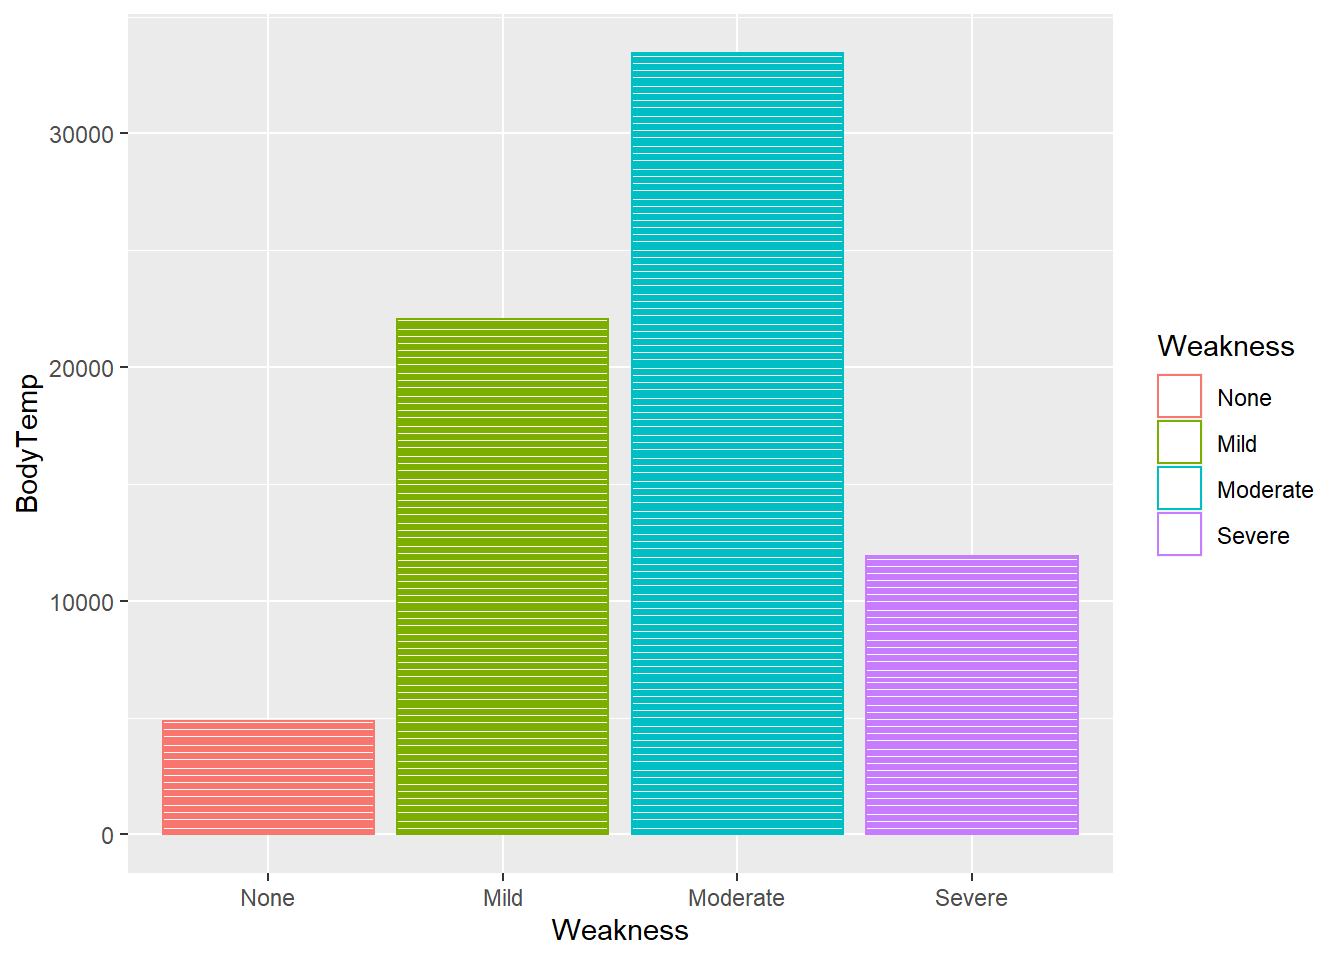 30000
20000
10000
0
BodyTemp
None
Mild
Moderate
Severe
Weakness
Weakness
None
Mild
Moderate
Severe